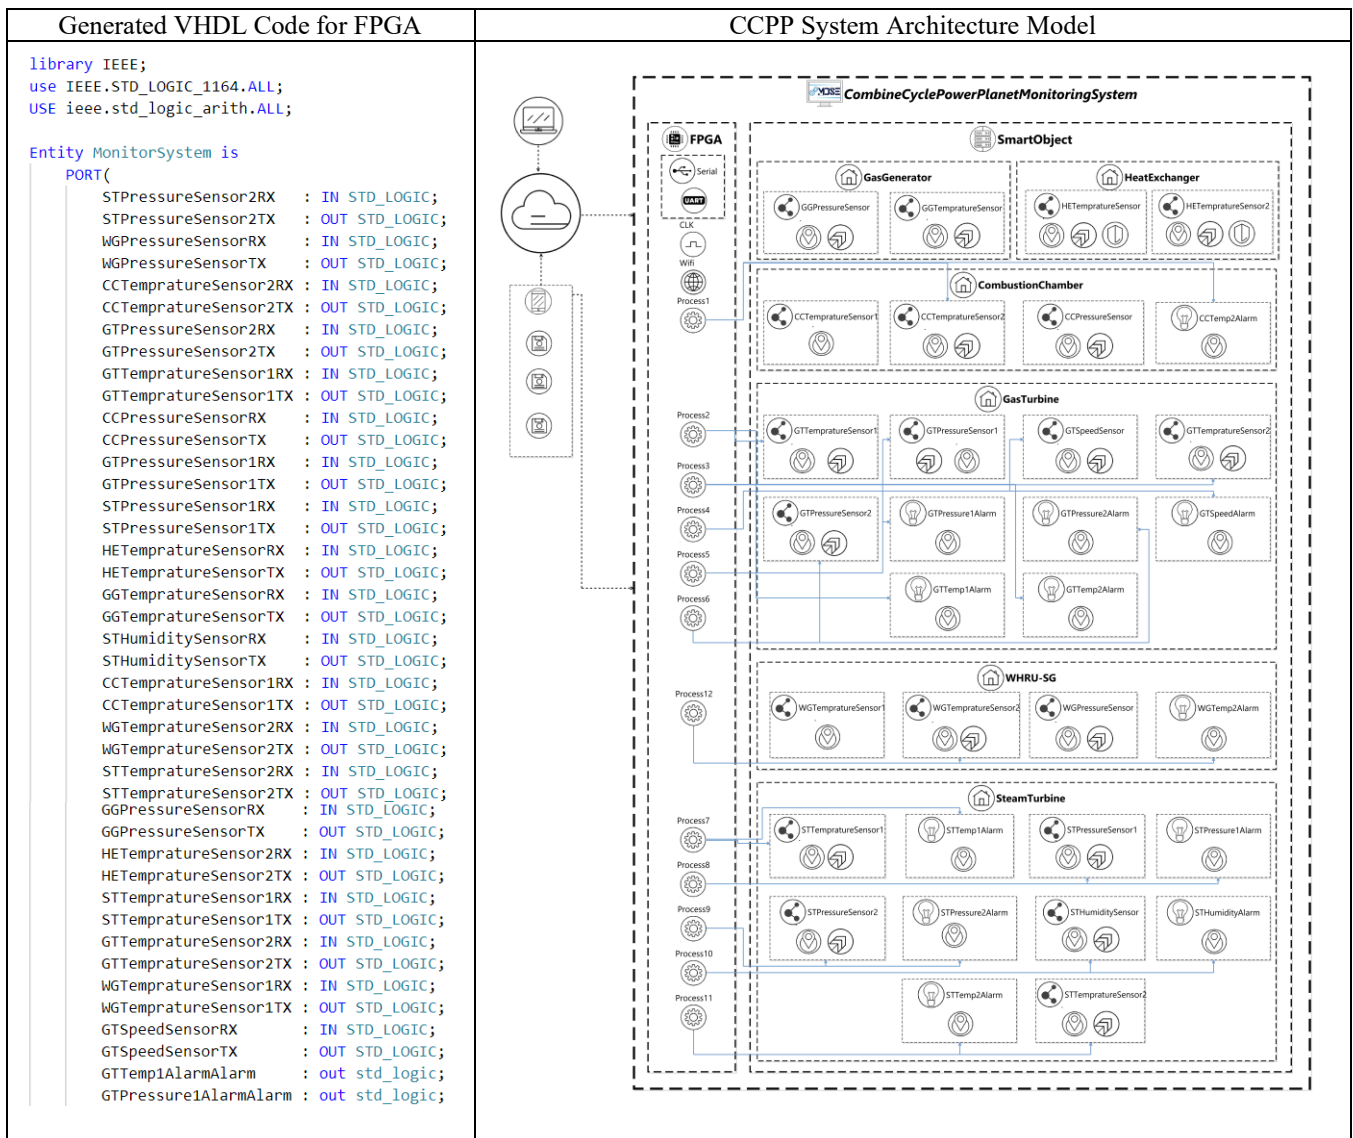 Generated VHDL Code for FPGA
CCPP System Architecture Model
library IEEE;
use IEEE.STD_LOGIC_1164.ALL;
USE ieee.std_logic_arith.ALL;
Entity MonitorSystem is
PORT(
STPressureSensor2RX : IN STD_LOGIC;
STPressureSensor2TX : OUT STD_LOGIC;
WGPressureSensorRX : IN STD_LOGIC;
WGPressureSensorTX : OUT STD_LOGIC;
CCTempratureSensor2RX : IN STD_LOGIC;
CCTempratureSensor2TX : OUT STD_LOGIC;
GTPressureSensor2RX : IN STD_LOGIC;
GTPressureSensor2TX : OUT STD_LOGIC;
GTTempratureSensor1RX : IN STD_LOGIC;
GTTempratureSensor1TX : OUT STD_LOGIC;
CCPressureSensorRX : IN STD_LOGIC;
CCPressureSensorTX : OUT STD_LOGIC;
GTPressureSensor1RX : IN STD_LOGIC;
GTPressureSensor1TX : OUT STD_LOGIC;
STPressureSensor1RX : IN STD_LOGIC;
STPressureSensor1TX : OUT STD_LOGIC;
HETempratureSensorRX : IN STD_LOGIC;
HETempratureSensorTX : OUT STD_LOGIC;
GGTempratureSensorRX : IN STD_LOGIC;
GGTempratureSensorTX : OUT STD_LOGIC;
STHumiditySensorRX : IN STD_LOGIC;
STHumiditySensorTX : OUT STD_LOGIC;
CCTempratureSensor1RX : IN STD_LOGIC;
CCTempratureSensor1TX : OUT STD_LOGIC;
WGTempratureSensor2RX : IN STD_LOGIC;
WGTempratureSensor2TX : OUT STD_LOGIC;
STTempratureSensor2RX : IN STD_LOGIC;
STTempratureSensor2TX : OUT STD_LOGIC;
GGPressureSensorRX : IN STD_LOGIC;
GGPressureSensorTX : OUT STD_LOGIC;
HETempratureSensor2RX : IN STD_LOGIC;
HETempratureSensor2TX : OUT STD_LOGIC;
STTempratureSensor1RX : IN STD_LOGIC;
STTempratureSensor1TX : OUT STD_LOGIC;
GTTempratureSensor2RX : IN STD_LOGIC;
GTTempratureSensor2TX : OUT STD_LOGIC;
WGTempratureSensor1RX : IN STD_LOGIC;
WGTempratureSensor1TX : OUT STD_LOGIC;
GTSpeedSensorRX : IN STD_LOGIC;
GTSpeedSensorTX : OUT STD_LOGIC;
GTTemp1AlarmAlarm : out std_logic;
GTPressure1AlarmAlarm : out std_logic;
MDSE CombineCyclePowerPlanetMonitoringSystem
FPGA
Serial
UART
CLK
Wifi
Process1
Process2
Process3
Process4
Process5
Process6
Process12
Process7
Process8
Process9
Process10
Process11
SmartObject
GasGenerator
GGPressureSensor
GGTempratureSensor
HeatExchanger
HETempratureSensor
HETempratureSensor2
CombustionChamber
CCTempratureSensor1
CCTempratureSensor2
CCPressureSensor
CCTemp2Alarm
GasTurbine
GTTempratureSensor1
GTPressureSensor1
GTSpeedSensor
GTTempratureSensor2
GTPressureSensor2
GTPressure1Alarm
GTPressure2Alarm
GTSpeedAlarm
GTTemp1Alarm
GTTemp2Alarm
WHRU-SG
WGTempratureSensor1
WGTempratureSensor2
WGPressureSensor
WGTemp2Alarm
SteamTurbine
STTempratureSensor1
STTemp1Alarm
STPressureSensor1
STPressure1Alarm
STPressureSensor2
STPressure2Alarm
STHumiditySensor
STHumidityAlarm
STTemp2Alarm
STTempratureSensor2